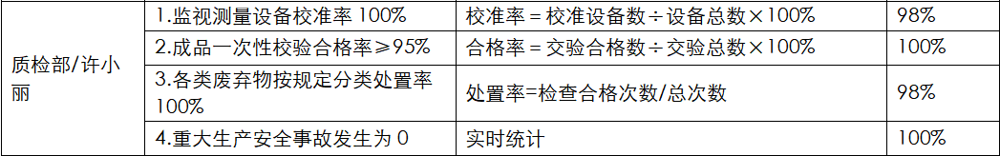 质检部/许小
丽
1.监视测量设备校准率 100%
校准率＝校准设备数÷设备总数×100%
98%
2.成品一次性校验合格率≥95%
合格率＝交验合格数÷交验总数×100%
100%
3.各类废弃物按规定分类处置率
100%
处置率=检查合格次数/总次数
98%
4.重大生产安全事故发生为 0
实时统计
100%